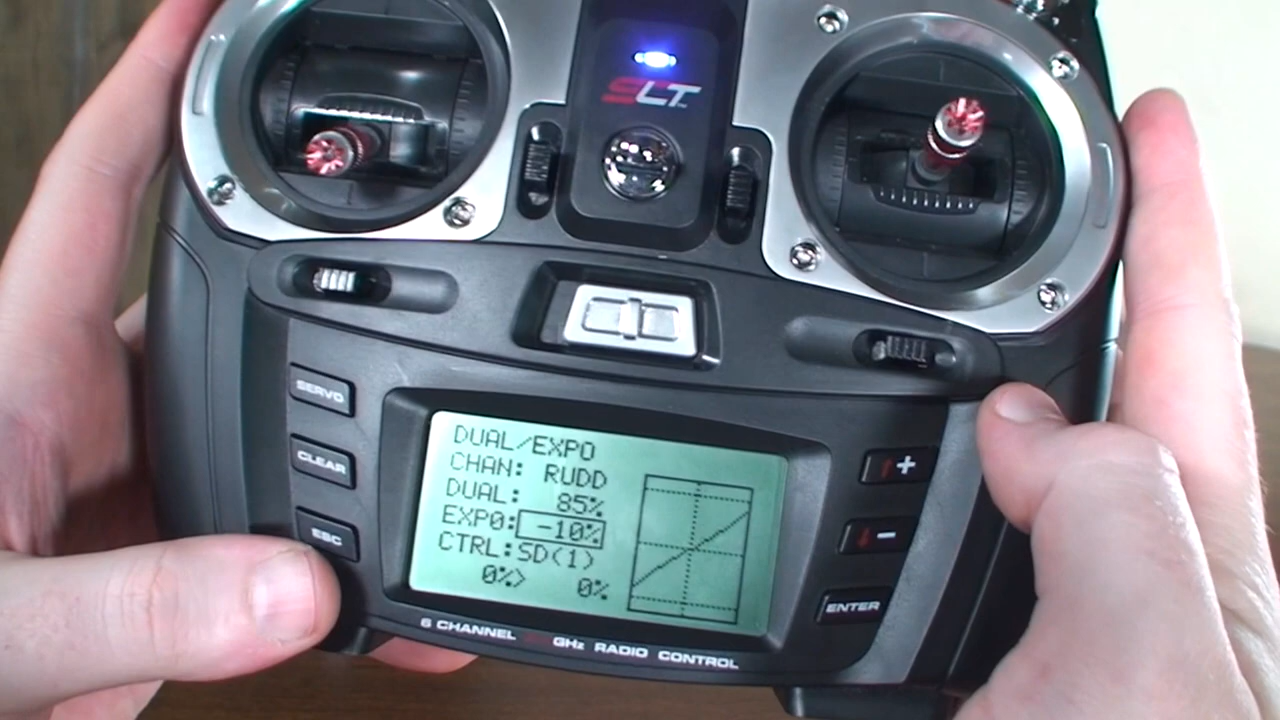 SLT
SERVO
CLEAR
ESC
DUAL/EXPO
CHAN: RUDD
DUAL: 85%
EXPO: -10%
CTRL:SD(1)
0%> 0%
+
-
ENTER
6 CHANNEL GHz RADIO CONTROL